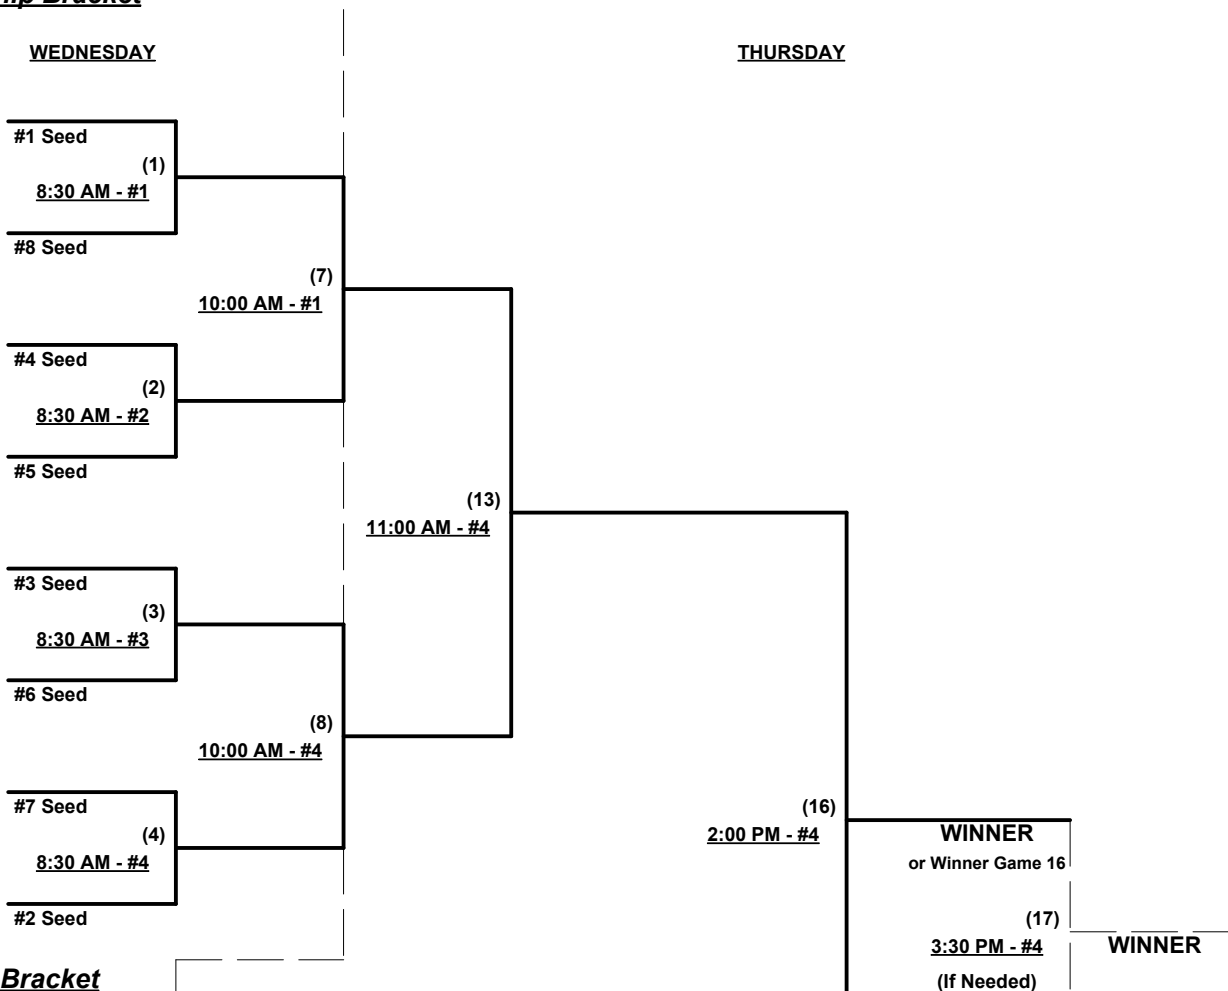 Bracket
WEDNESDAY
THURSDAY
#1 Seed
(1)
8:30 AM - #1
#8 Seed
(7)
10:00 AM - #1
#4 Seed
(2)
8:30 AM - #2
#5 Seed
(13)
11:00 AM - #4
#3 Seed
(3)
8:30 AM - #3
#6 Seed
(8)
10:00 AM - #4
#7 Seed
(4)
8:30 AM - #4
#2 Seed
(16)
2:00 PM - #4
WINNER
or Winner Game 16
(17)
3:30 PM - #4
WINNER
(If Needed)
Bracket